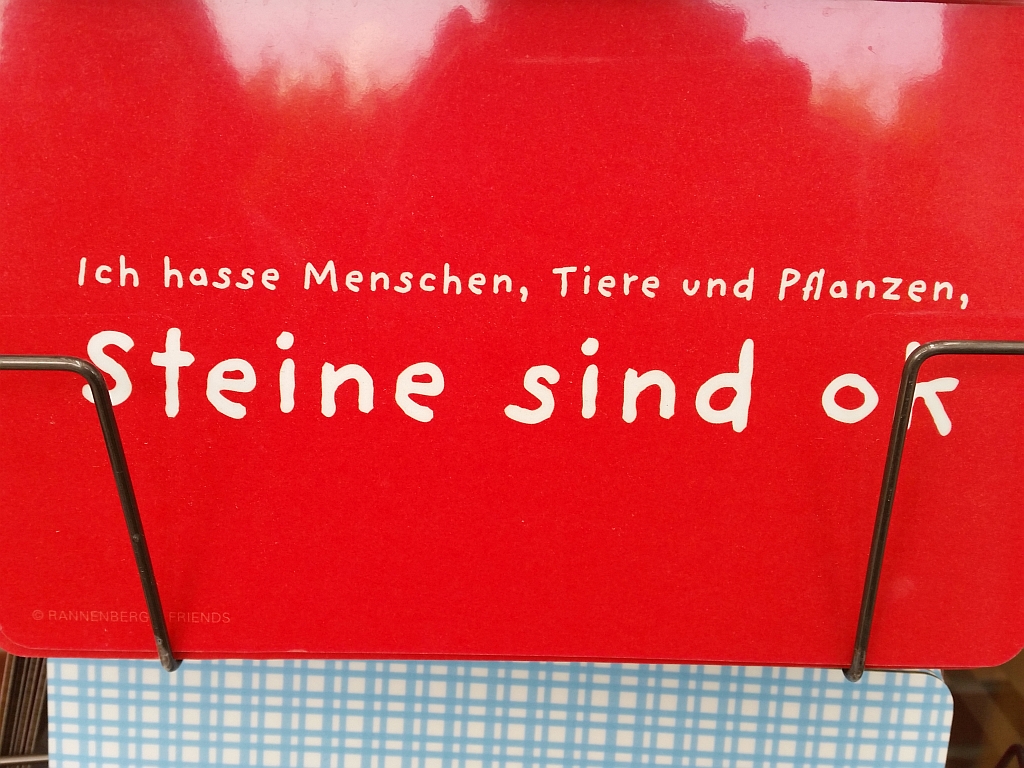 Ich hasse Menschen, Tiere und Pflanzen,
Steine sind ok
© RANNENBERG FRIENDS